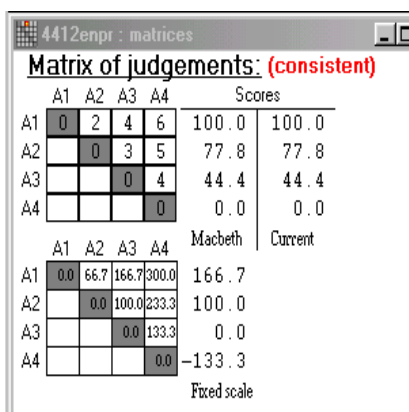 4412enpr : matrices
Matrix of judgements: (consistent)
A1 A2 A3 A4 Scores
A1 0 2 4 6 100.0 100.0
A2 0 3 5 77.8 77.8
A3 0 4 44.4 44.4
A4 0 0.0 0.0
Macbeth Current
A1 A2 A3 A4
A1 0.0 66.7 166.7 300.0 166.7
A2 0.0 100.0 233.3 100.0
A3 0.0 133.3 0.0
A4 0.0 -133.3
Fixed scale